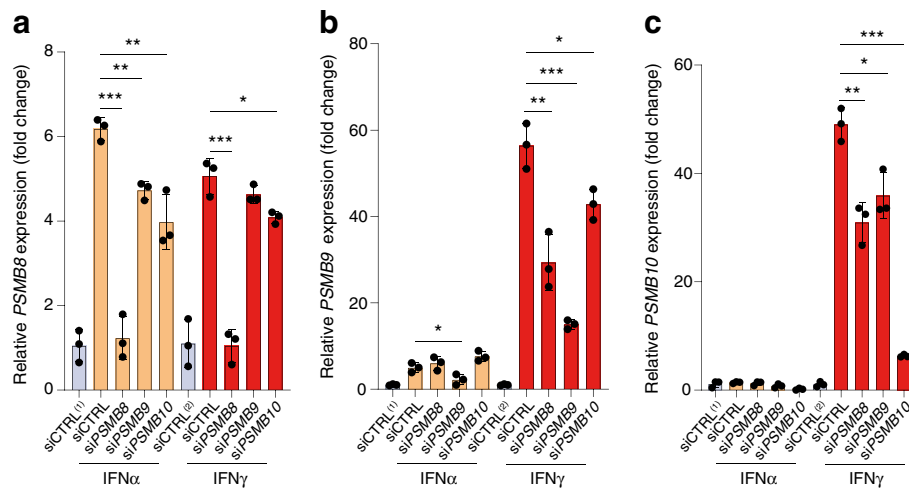 a
Relative PSMB8 expression (fold change)
8
6
4
2
0
**
**
***
*
***
siCTRL(1)
siCTRL
siPSMB8
siPSMB9
siPSMB10
siCTRL(2)
siCTRL
siPSMB8
siPSMB9
siPSMB10
IFNα
IFNγ
b
Relative PSMB9 expression (fold change)
80
60
40
20
0
*
*
***
**
siCTRL(1)
siCTRL
siPSMB8
siPSMB9
siPSMB10
siCTRL(2)
siCTRL
siPSMB8
siPSMB9
siPSMB10
IFNα
IFNγ
c
Relative PSMB10 expression (fold change)
60
40
20
0
***
*
**
siCTRL(1)
siCTRL
siPSMB8
siPSMB9
siPSMB10
siCTRL(2)
siCTRL
siPSMB8
siPSMB9
siPSMB10
IFNα
IFNγ